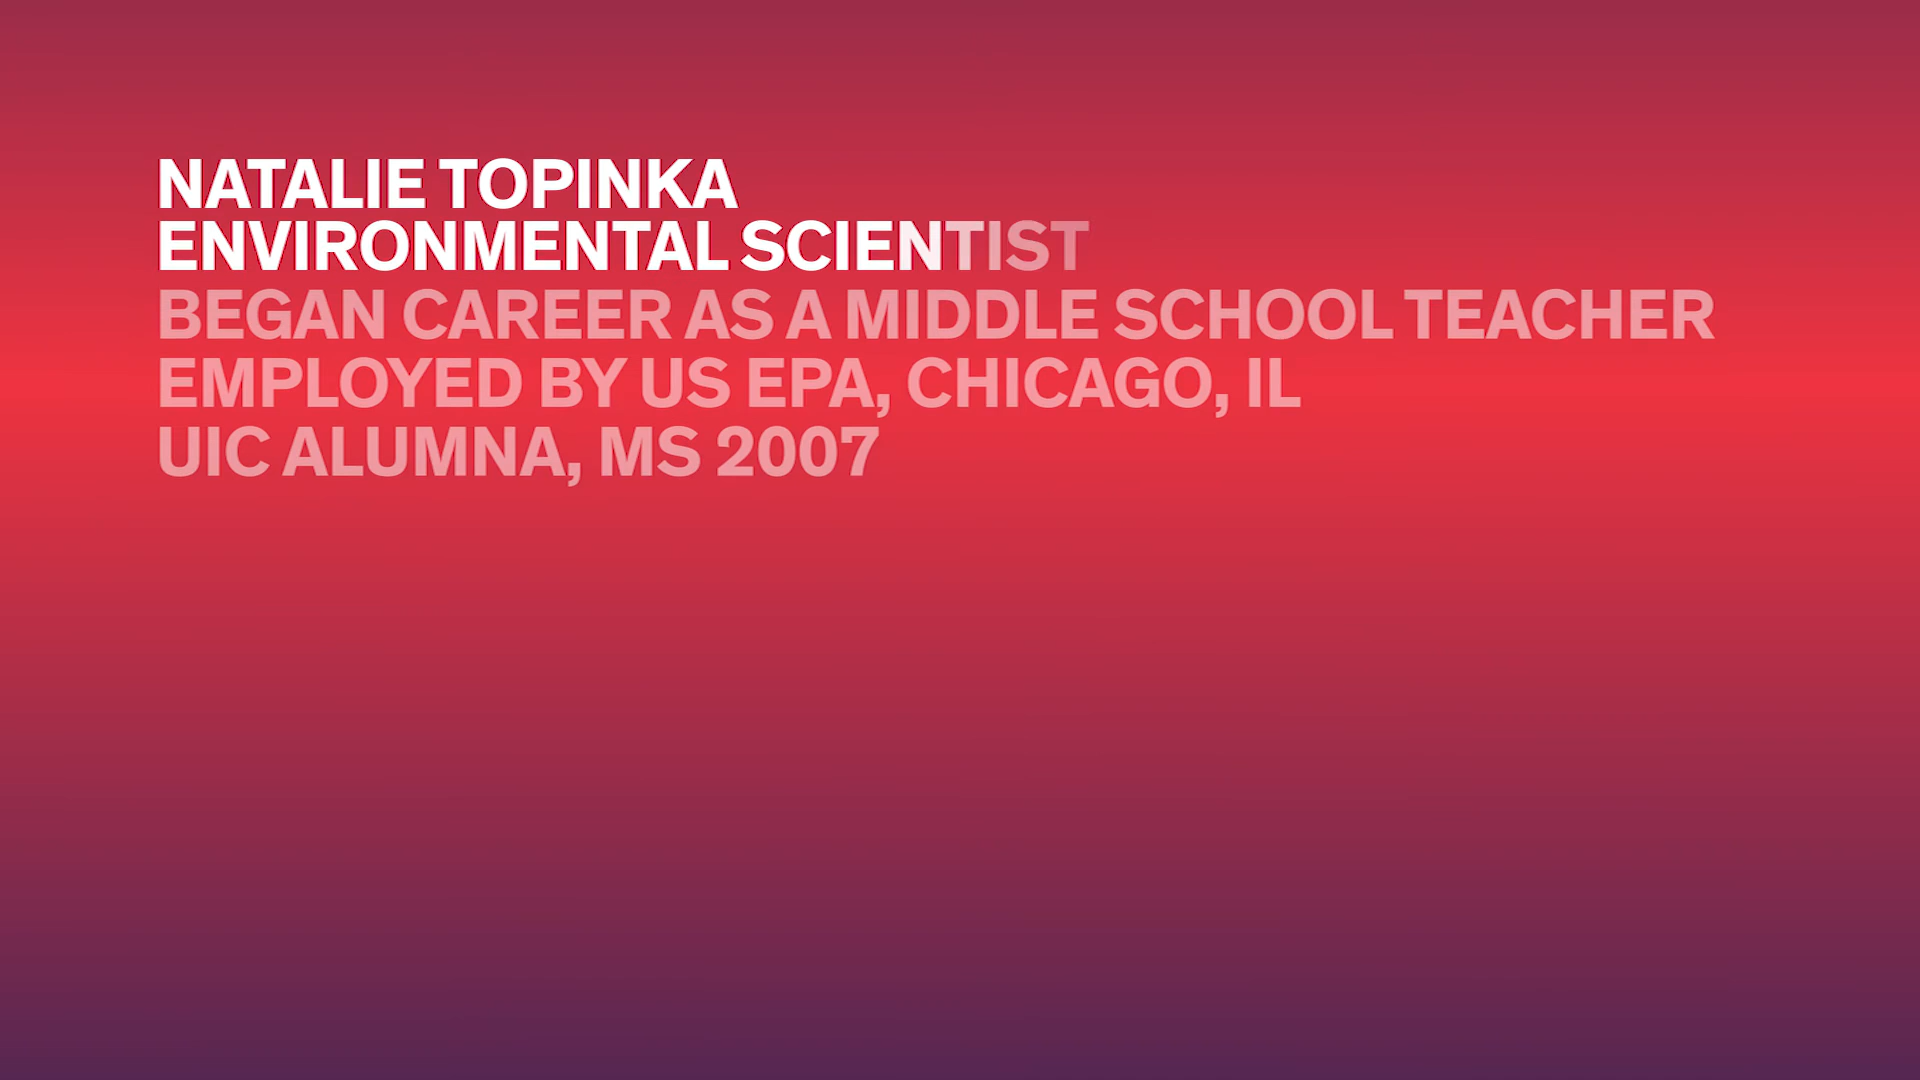 NATALIE TOPINKA
ENVIRONMENTAL SCIENTIST
BEGAN CAREER AS A MIDDLE SCHOOL TEACHER
EMPLOYED BY US EPA, CHICAGO, IL
UIC ALUMNA, MS 2007